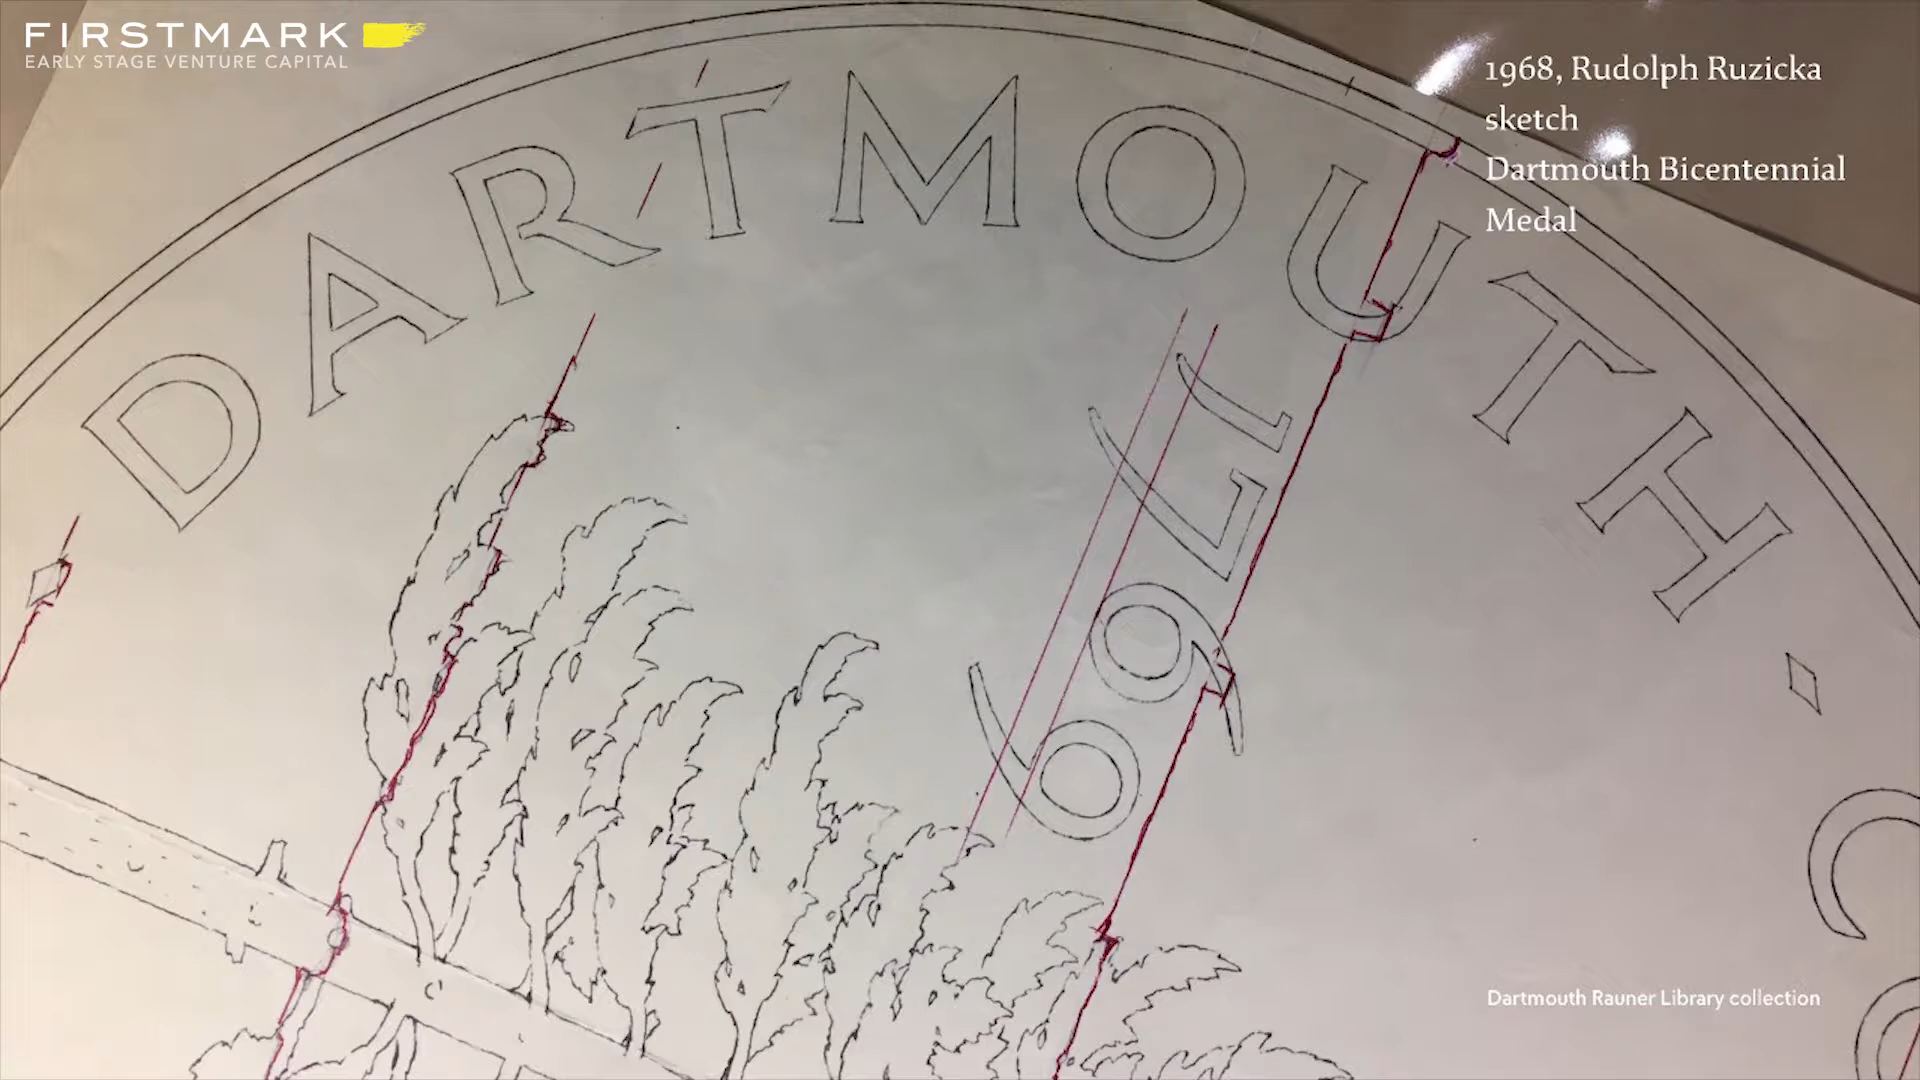 FIRSTMARK
EARLY STAGE VENTURE CAPITAL
1968, Rudolph Ruzicka
sketch
Dartmouth Bicentennial
Medal
DARTMOUTH
1769
C
Dartmouth Rauner Library collection